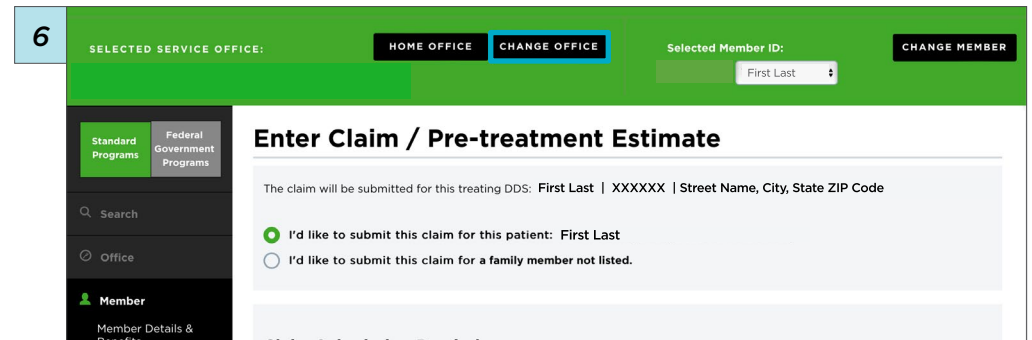 6
SELECTED SERVICE OFFICE:
HOME OFFICE
CHANGE OFFICE
Selected Member ID:
First Last
CHANGE MEMBER
Standard
Programs
Federal
Government
Programs
Search
Office
Member
Member Details &
Enter Claim / Pre-treatment Estimate
The claim will be submitted for this treating DDS: First Last | XXXXXX | Street Name, City, State ZIP Code
I'd like to submit this claim for this patient: First Last
I'd like to submit this claim for a family member not listed.